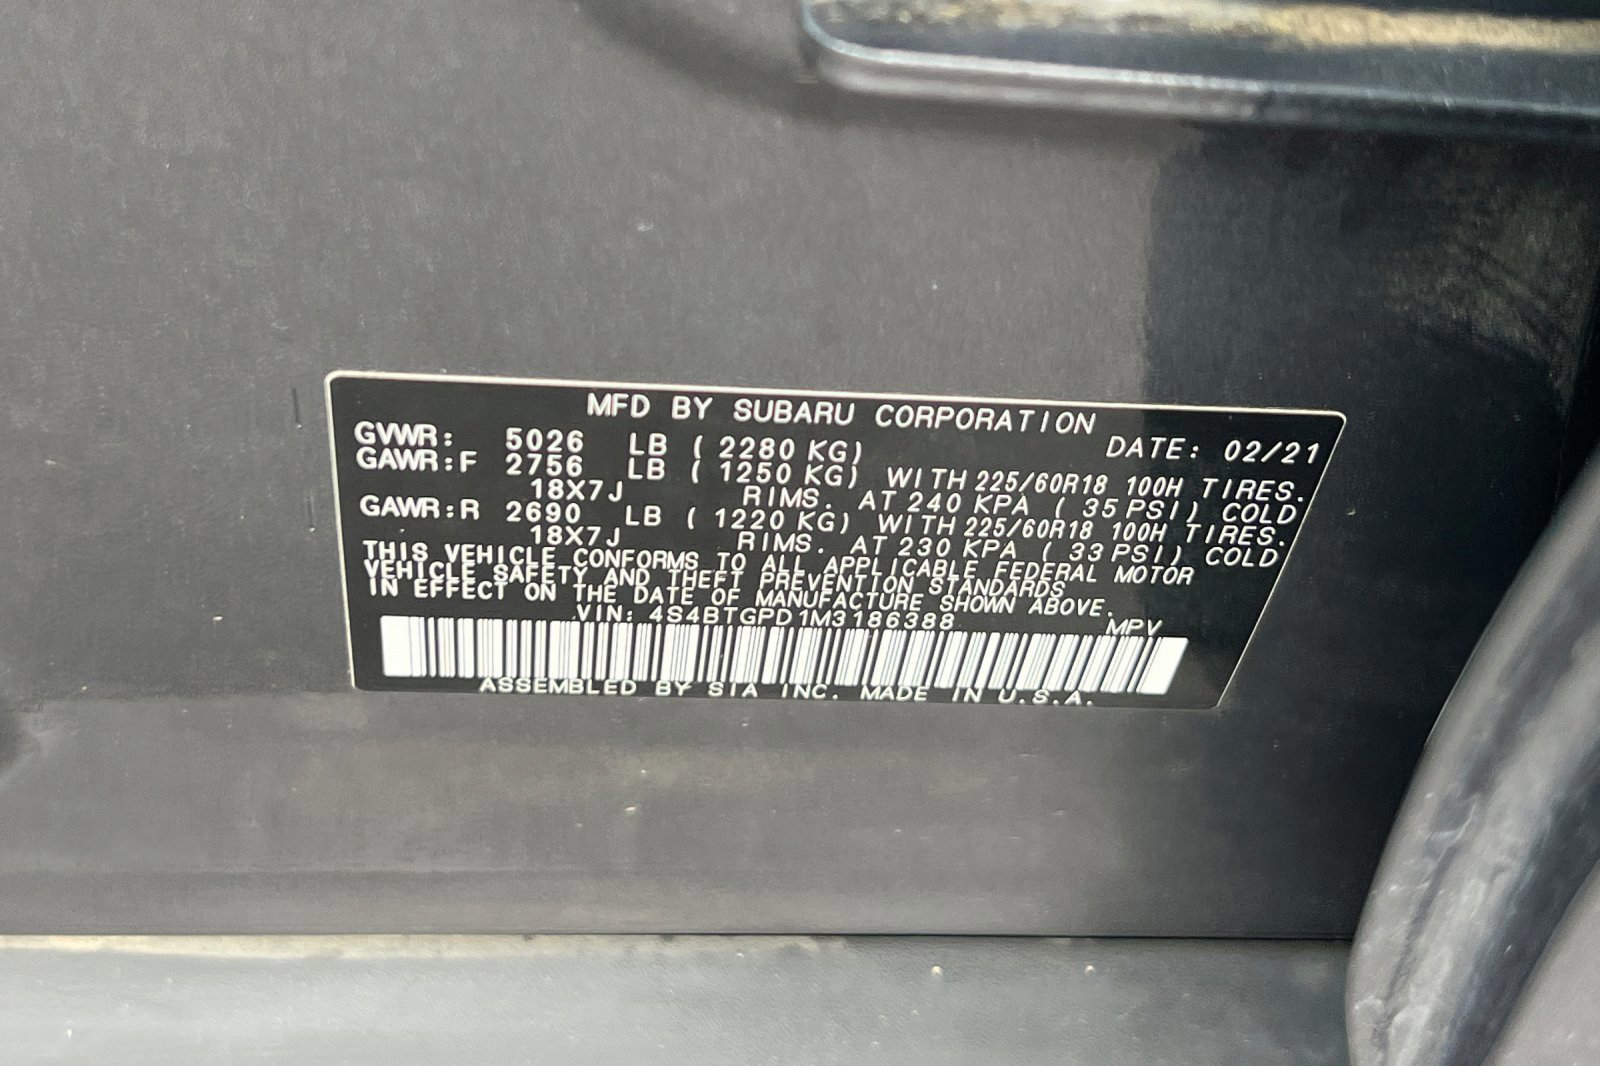 MFD BY SUBARU CORPORATION
GVWR: 5026 LB ( 2280 KG) DATE: 02/21
GAWR:F 2756 LB ( 1250 KG) WITH 225/60R18 100H TIRES.
18X7J RIMS. AT 240 KPA ( 35 PSI) COLD
GAWR:R 2690 LB ( 1220 KG) WITH 225/60R18 100H TIRES.
18X7J RIMS. AT 230 KPA ( 33 PSI) COLD
THIS VEHICLE CONFORMS TO ALL APPLICABLE FEDERAL MOTOR
VEHICLE SAFETY AND THEFT PREVENTION STANDARDS
IN EFFECT ON THE DATE OF MANUFACTURE SHOWN ABOVE.
VIN: 4S4BTGPD1M3186388 MPV
ASSEMBLED BY SIA INC. MADE IN U.S.A.